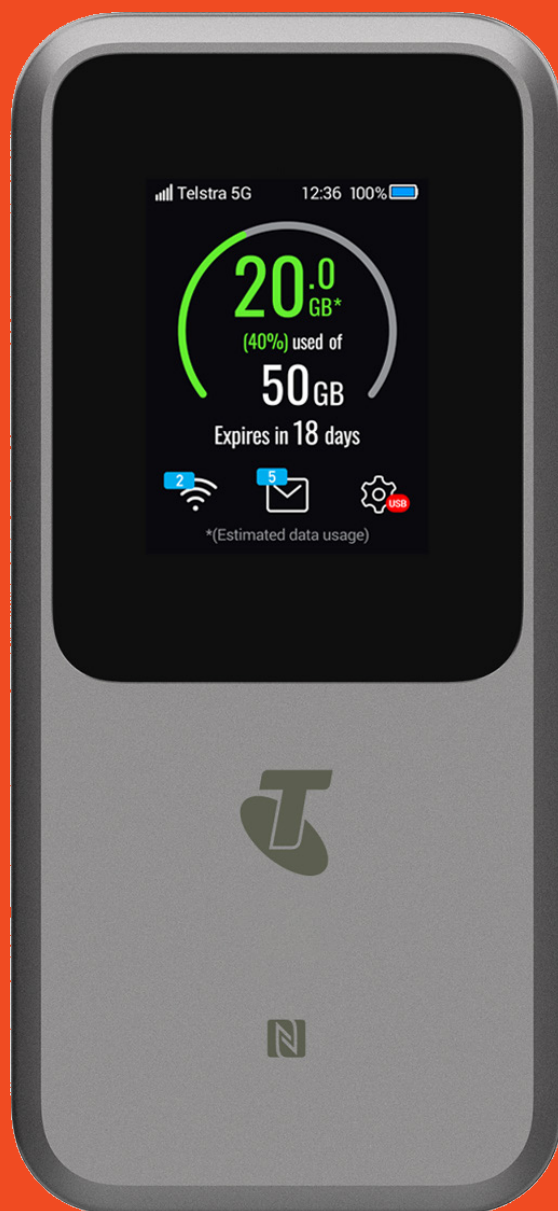 Telstra 5G 12:36 100%
20.0
GB*
(40%) used of
50GB
Expires in 18 days
2 5
USB
*(Estimated data usage)
T
N